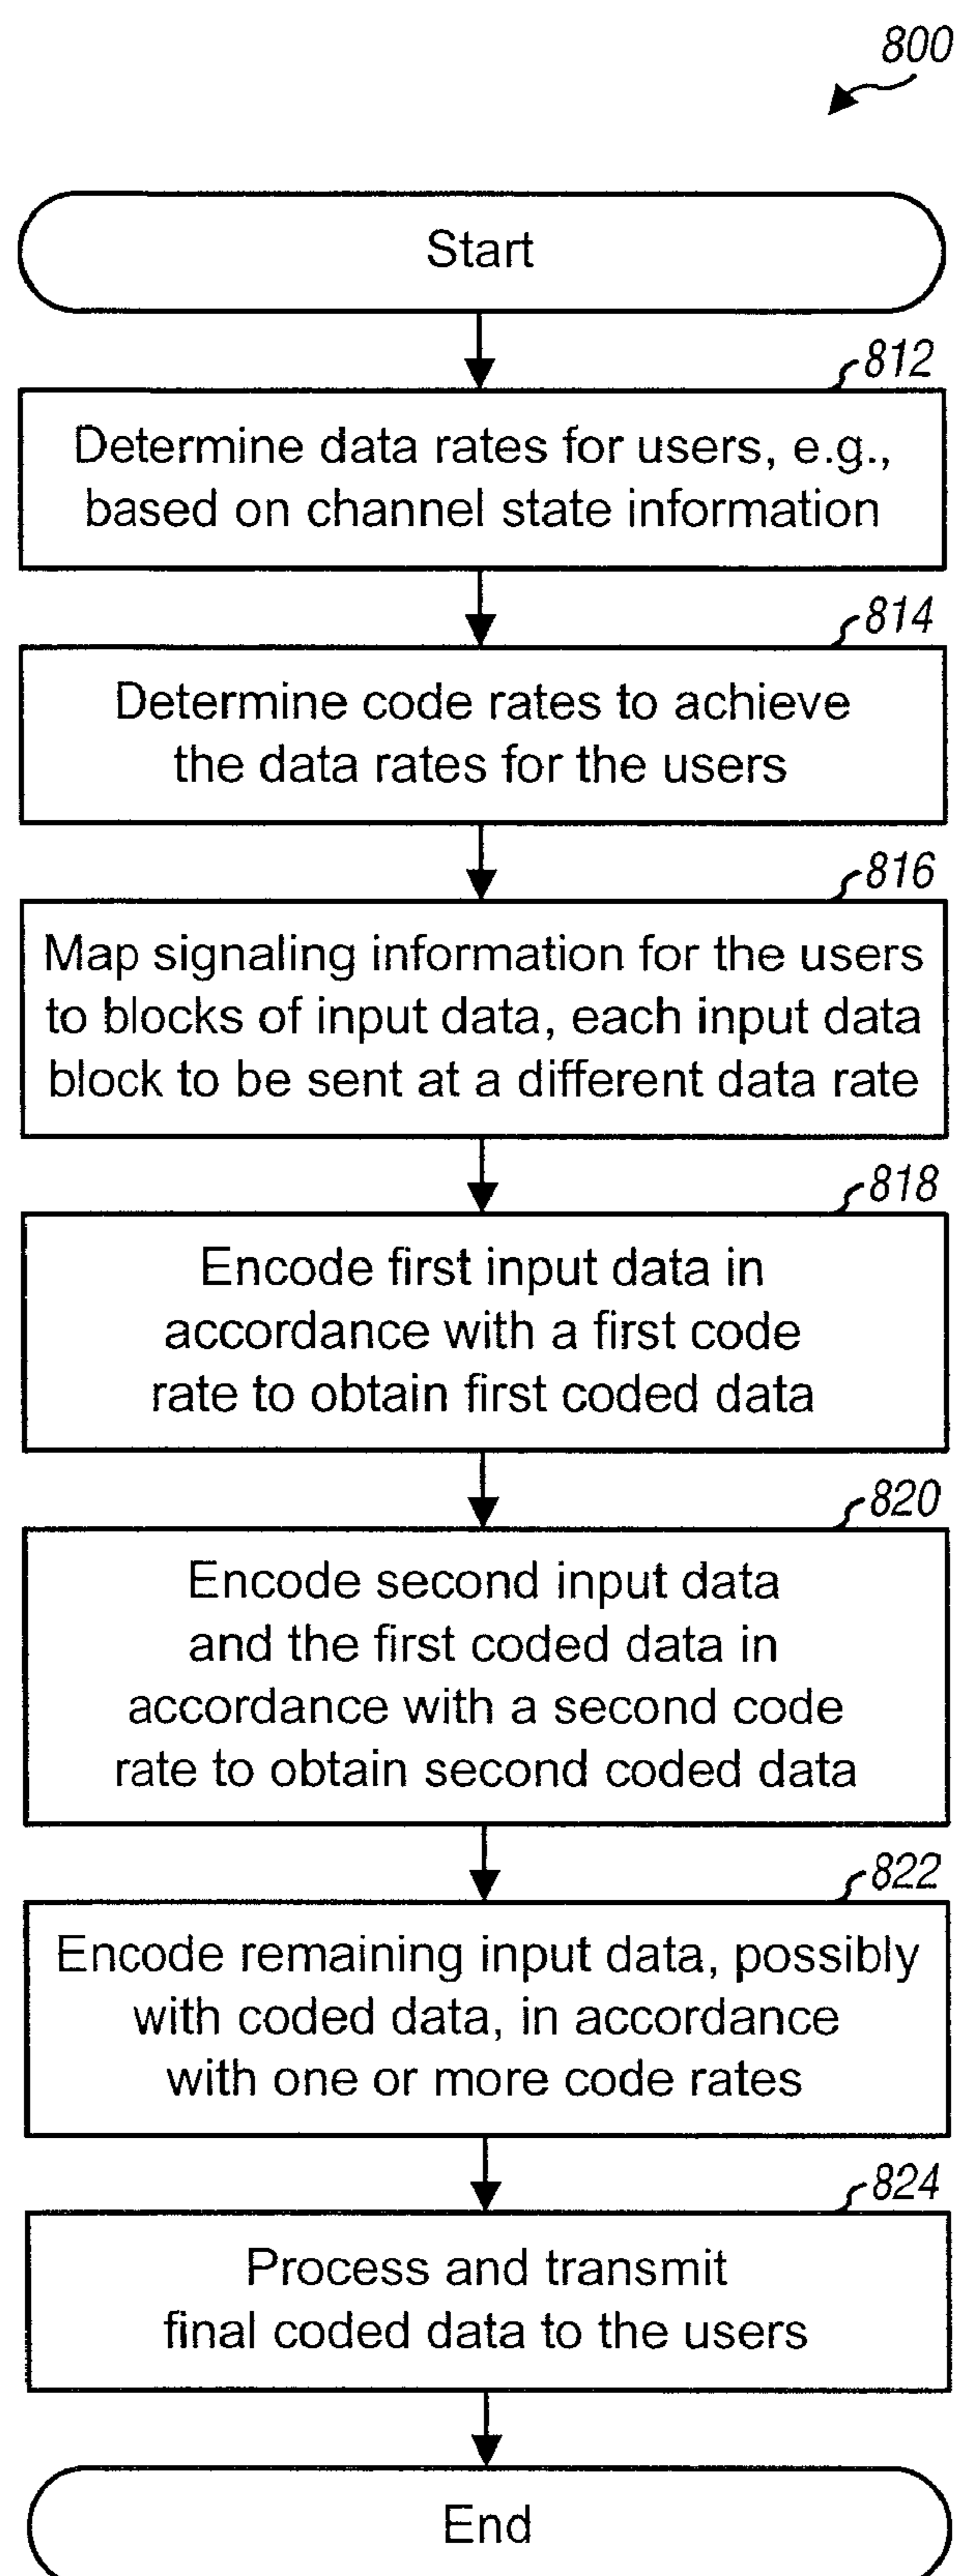 800
Start
812
Determine data rates for users, e.g.,
based on channel state information
814
Determine code rates to achieve
the data rates for the users
816
Map signaling information for the users
to blocks of input data, each input data
block to be sent at a different data rate
818
Encode first input data in
accordance with a first code
rate to obtain first coded data
820
Encode second input data
and the first coded data in
accordance with a second code
rate to obtain second coded data
822
Encode remaining input data, possibly
with coded data, in accordance
with one or more code rates
824
Process and transmit
final coded data to the users
End